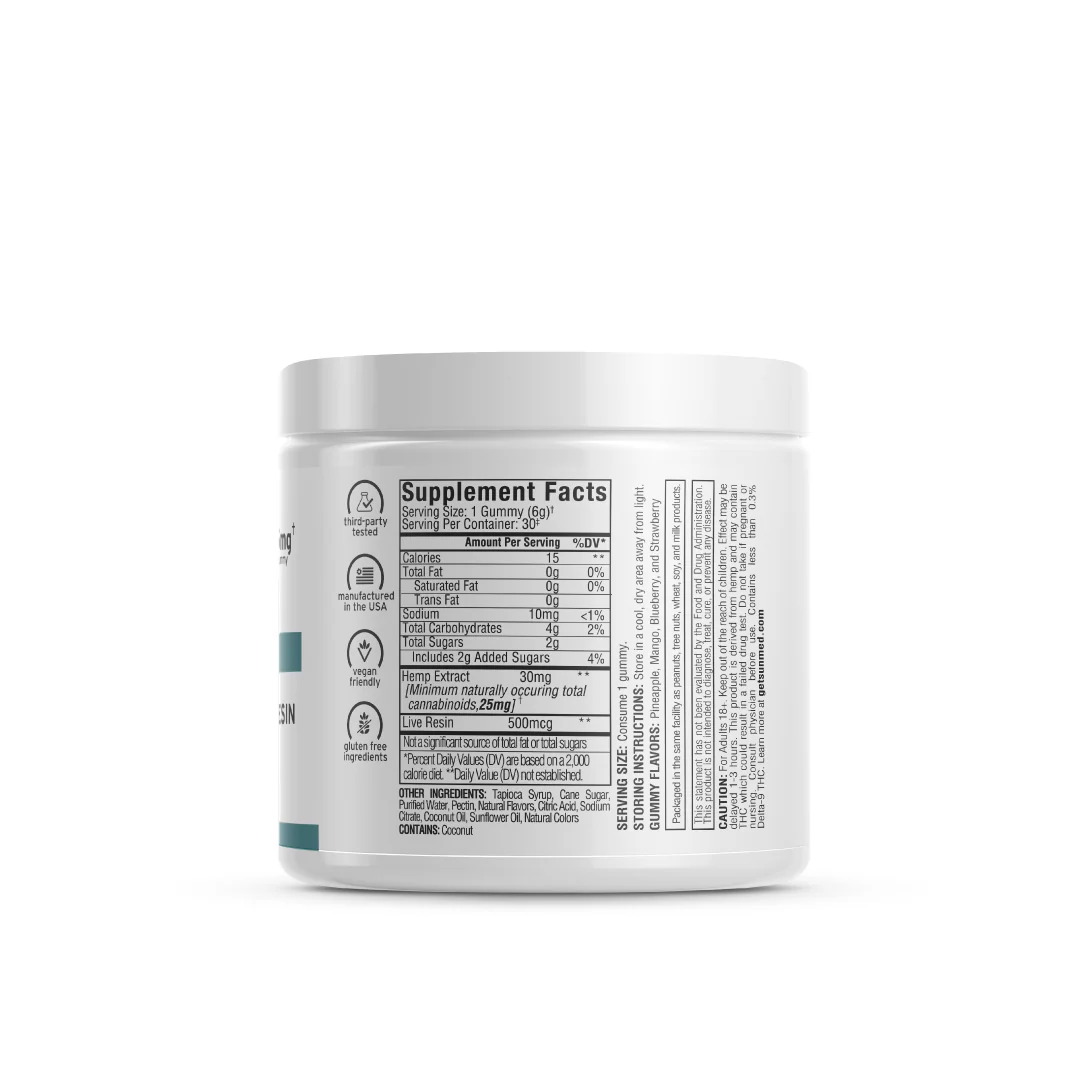 mg†
third-party
tested
manufactured
in the USA
vegan
friendly
ESIN
gluten free
ingredients
Supplement Facts
Serving Size: 1 Gummy (6g)†
Serving Per Container: 30‡
Amount Per Serving %DV*
Calories 15 **
Total Fat 0g 0%
Saturated Fat 0g 0%
Trans Fat 0g
Sodium 10mg <1%
Total Carbohydrates 4g 2%
Total Sugars 2g
Includes 2g Added Sugars 4%
Hemp Extract 30mg **
[Minimum naturally occuring total
cannabinoids,25mg] †
Live Resin 500mcg **
Not a significant source of total fat or total sugars
*Percent Daily Values (DV) are based on a 2,000
calorie diet. **Daily Value (DV) not established.
OTHER INGREDIENTS: Tapioca Syrup, Cane Sugar,
Purified Water, Pectin, Natural Flavors, Citric Acid, Sodium
Citrate, Coconut Oil, Sunflower Oil, Natural Colors
CONTAINS: Coconut
SERVING SIZE: Consume 1 gummy.
STORING INSTRUCTIONS: Store in a cool, dry area away from light.
GUMMY FLAVORS: Pineapple, Mango, Blueberry, and Strawberry
Packaged in the same facility as peanuts, tree nuts, wheat, soy, and milk products.
This statement has not been evaluated by the Food and Drug Administration.
This product is not intended to diagnose, treat, cure, or prevent any disease.
CAUTION: For Adults 18+. Keep out of the reach of children. Effect may be
delayed 1-3 hours. This product is derived from hemp and may contain
THC which could result in a failed drug test. Do not take if pregnant or
nursing. Consult physician before use. Contains less than 0.3%
Delta-9 THC. Learn more at getsunmed.com